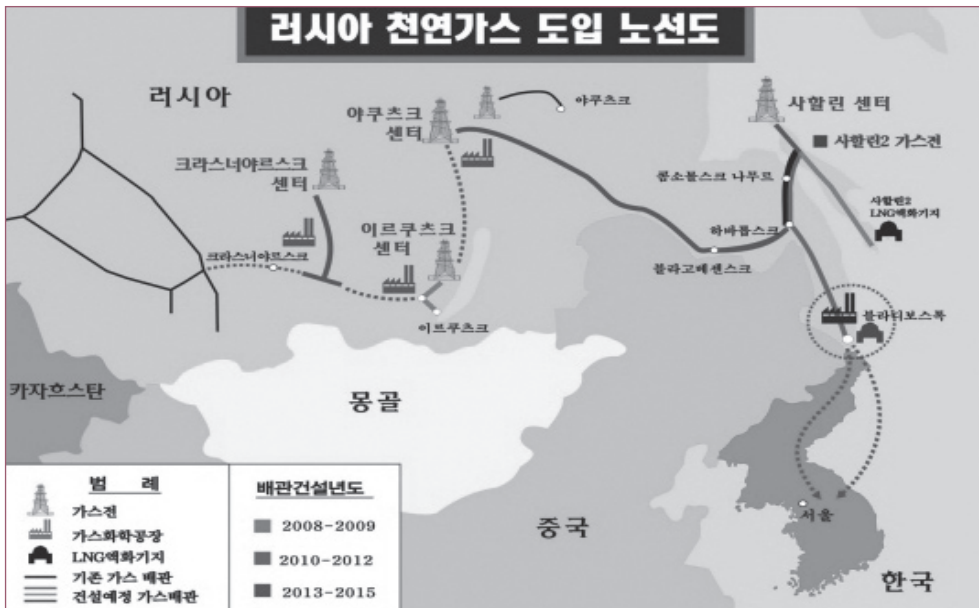 러시아 천연가스 도입 노선도
러시아
야쿠츠크
센터
야쿠츠크
사할린 센터
사할린2 가스전
크라스너야르스크
센터
콤소몰스크 나무르
사할린2
LNG액화기지
이르쿠츠크
센터
하바롭스크
크라스너야르스크
블라고베셴스크
이르쿠츠크
블라디보스톡
카자흐스탄
몽골
범 례
가스전
가스화학공장
LNG액화기지
기존 가스 배관
건설예정 가스배관
배관건설년도
2008-2009
2010-2012
2013-2015
중국
서울
한국